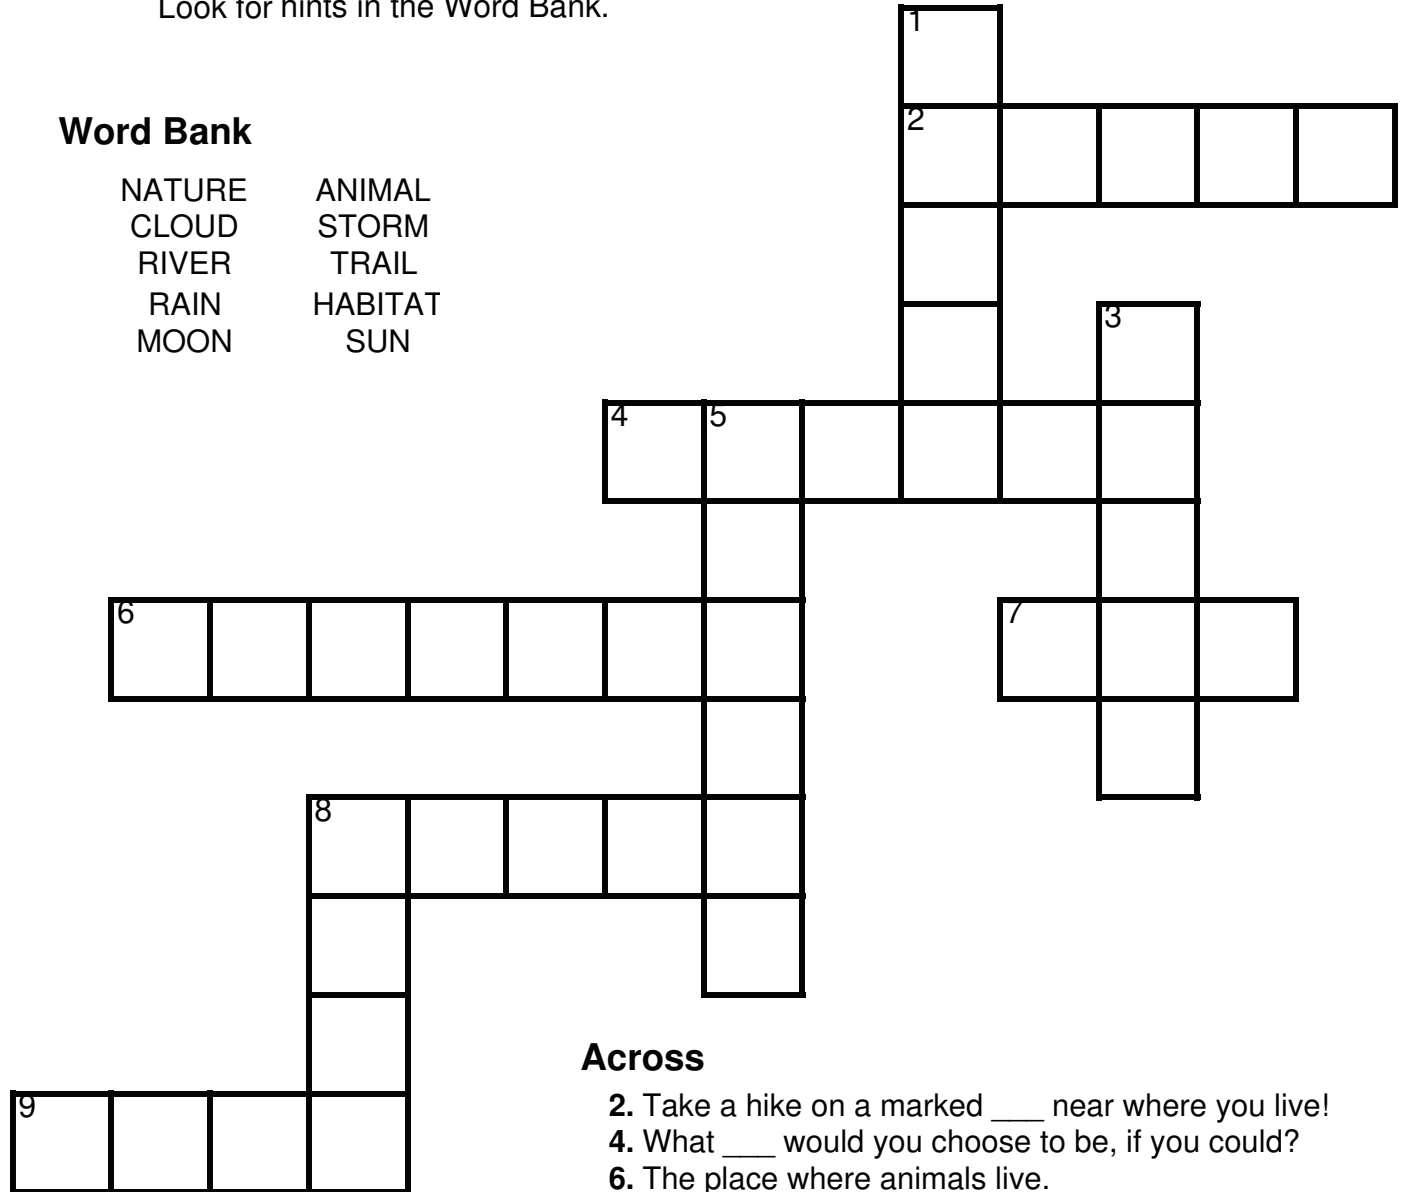 Look for hints in the Word Bank.
1
Word Bank
2
NATURE ANIMAL
CLOUD STORM
RIVER TRAIL
RAIN HABITAT
MOON SUN
3
4 5
6 7
8
9
Across
2. Take a hike on a marked ___ near where you live!
4. What ___ would you choose to be, if you could?
6. The place where animals live.